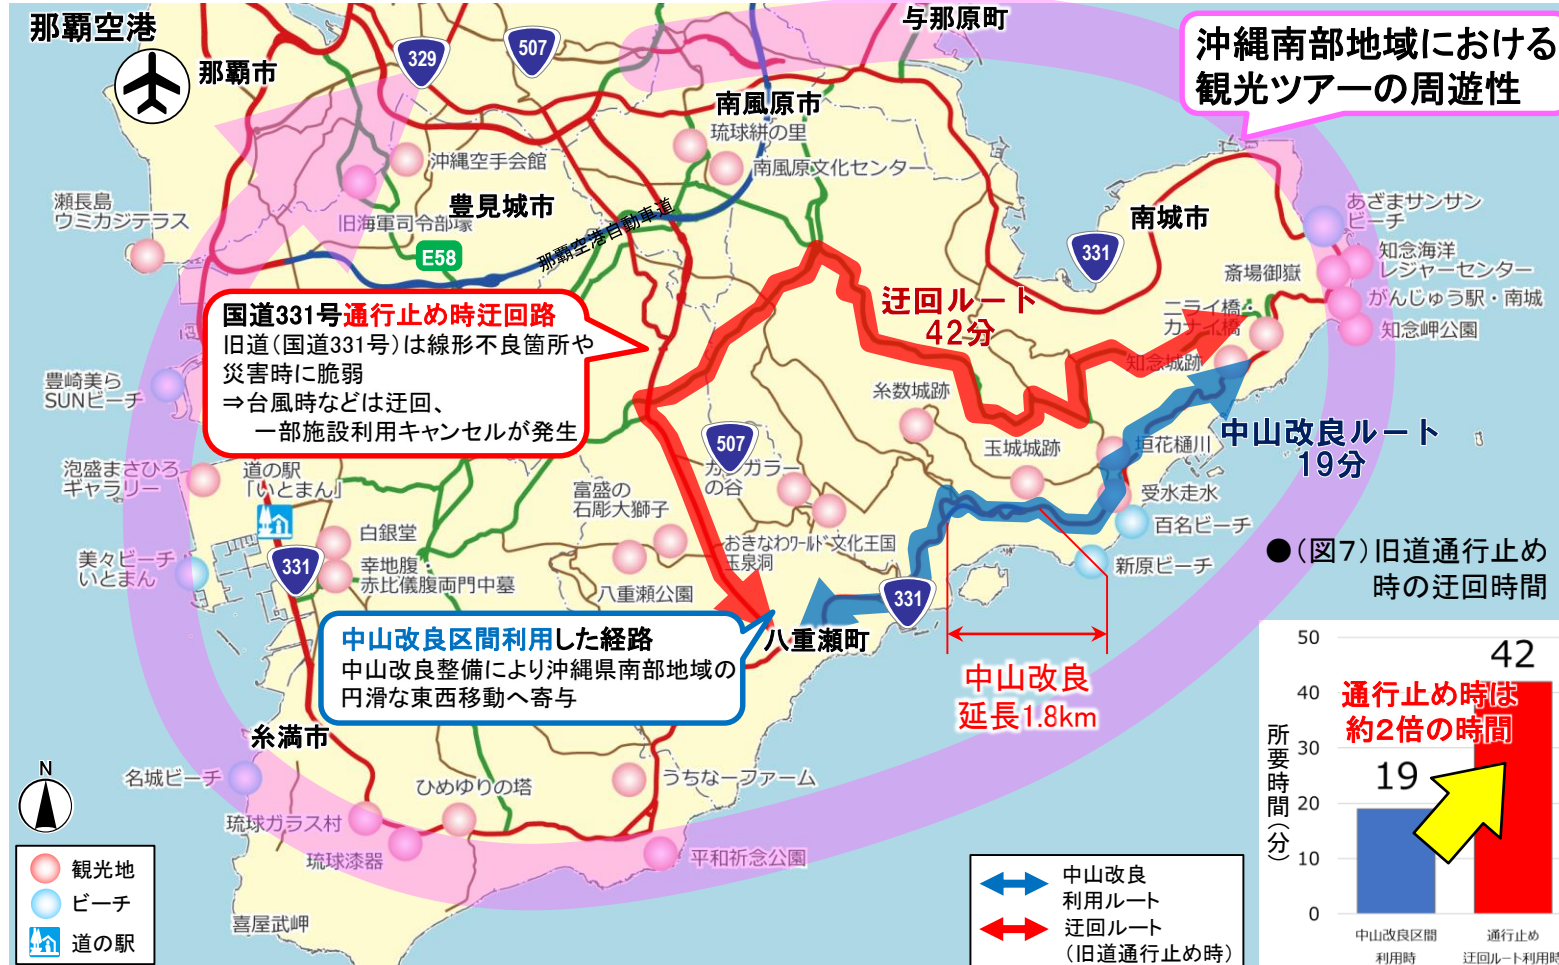 那覇空港
那覇市
329
507
与那原町
沖縄南部地域における
観光ツアーの周遊性
南風原市
琉球絣の里
南風原文化センター
沖縄空手会館
豊見城市
旧海軍司令部壕
瀬長島
ウミカジテラス
E58
那覇空港自動車道
南城市
331
あざまサンサン
ビーチ
知念海洋
レジャーセンター
斎場御嶽
がんじゅう駅・南城
知念岬公園
ニライ橋・
カナイ橋
知念城跡
国道331号通行止め時迂回路
旧道(国道331号)は線形不良箇所や
災害時に脆弱
⇒台風時などは迂回、
一部施設利用キャンセルが発生
迂回ルート
42分
豊崎美ら
SUNビーチ
糸数城跡
507
ガンガラー
の谷
玉城城跡
垣花樋川
中山改良ルート
19分
受水走水
百名ビーチ
新原ビーチ
泡盛まさひろ
ギャラリー
道の駅
「いとまん」
富盛の
石彫大獅子
白銀堂
おきなわワールド・文化王国
玉泉洞
美々ビーチ
いとまん
331
幸地腹
赤比儀腹両門中墓
八重瀬公園
331
●(図7)旧道通行止め
時の迂回時間
中山改良区間利用した経路
中山改良整備により沖縄県南部地域の
円滑な東西移動へ寄与
八重瀬町
中山改良
延長1.8km
糸満市
名城ビーチ
ひめゆりの塔
うちなーファーム
琉球ガラス村
琉球漆器
平和祈念公園
喜屋武岬
N
観光地
ビーチ
道の駅
中山改良
利用ルート
迂回ルート
(旧道通行止め時)
所要時間(分)
50
40
30
20
10
0
42
通行止め時は
約2倍の時間
19
中山改良区間
利用時
通行止め
迂回ルート利用時